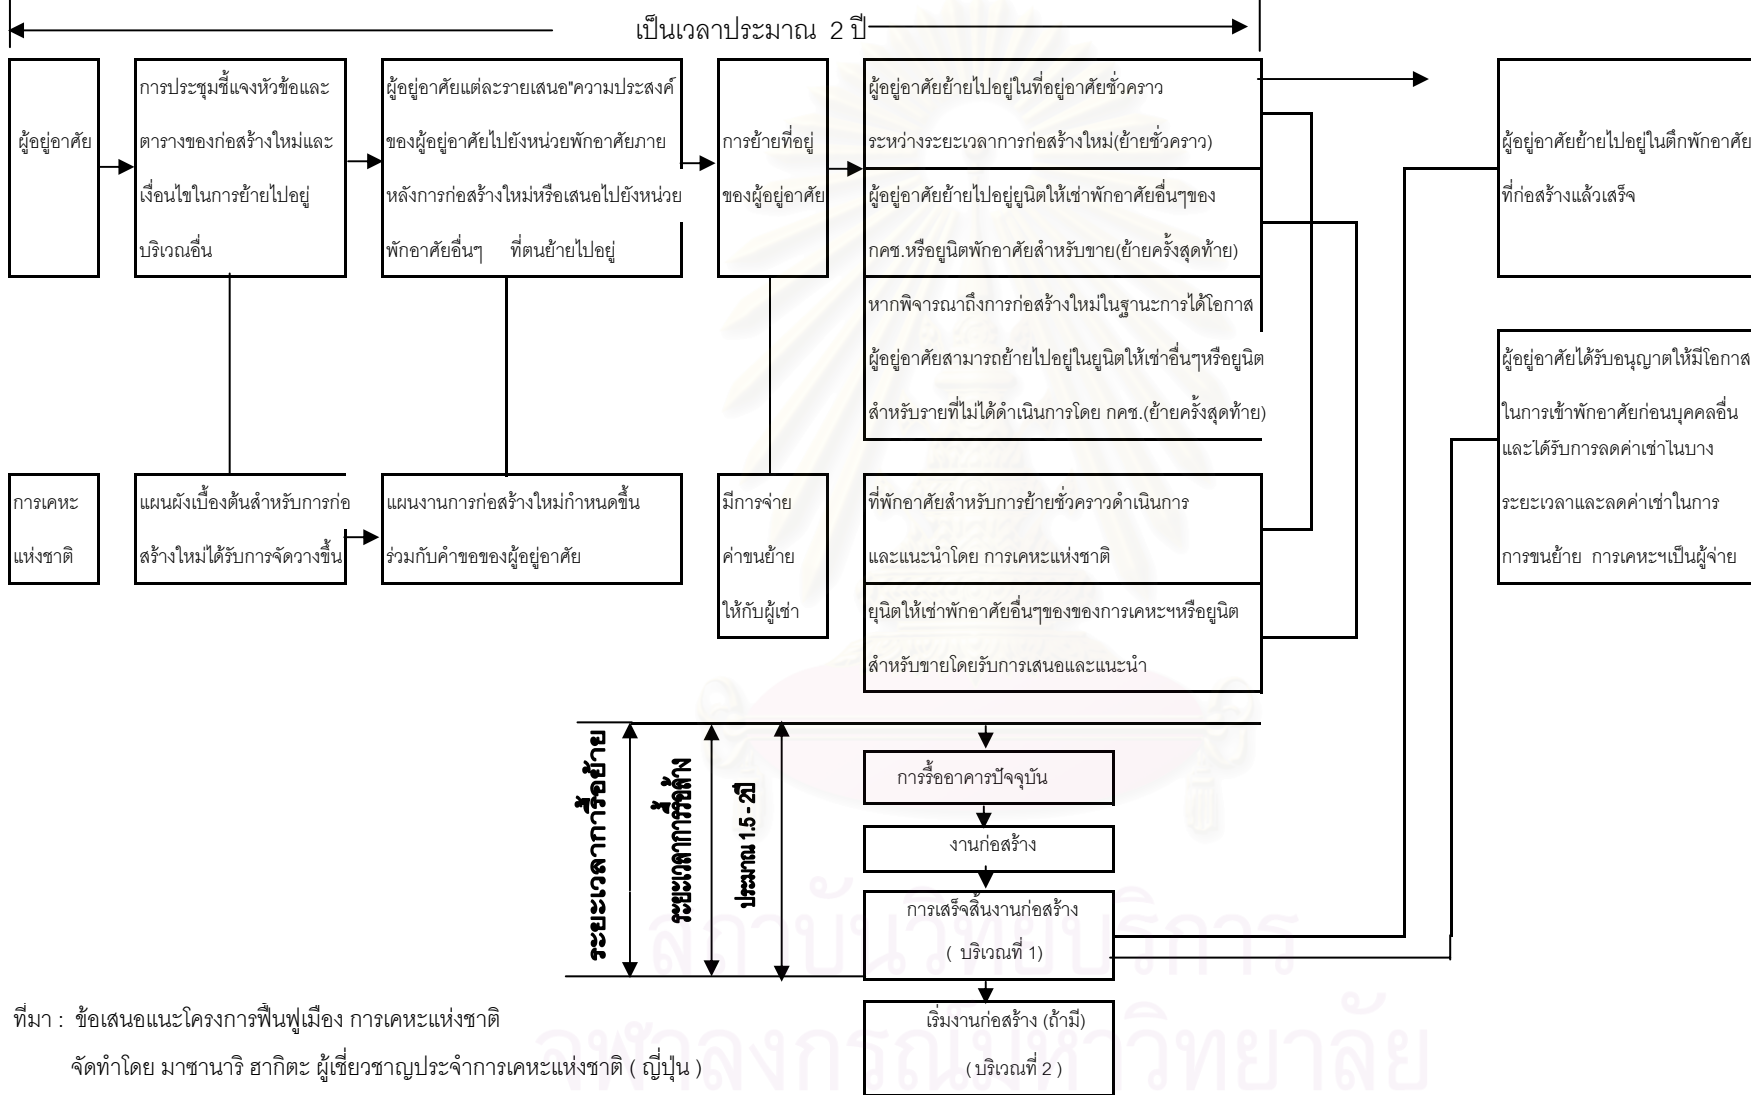 เป็นเวลาประมาณ 2 ปี
ผู้อยู่อาศัย
การประชุมชี้แจงหัวข้อและ
ตารางของก่อสร้างใหม่และ
เงื่อนไขในการย้ายไปอยู่
บริเวณอื่น
ผู้อยู่อาศัยแต่ละรายเสนอ"ความประสงค์
ของผู้อยู่อาศัยไปยังหน่วยพักอาศัยภาย
หลังการก่อสร้างใหม่หรือเสนอไปยังหน่วย
พักอาศัยอื่นๆ ที่ตนย้ายไปอยู่
การย้ายที่อยู่
ของผู้อยู่อาศัย
ผู้อยู่อาศัยย้ายไปอยู่ในที่อยู่อาศัยชั่วคราว
ระหว่างระยะเวลาการก่อสร้างใหม่(ย้ายชั่วคราว)
ผู้อยู่อาศัยย้ายไปอยู่ยูนิตให้เช่าพักอาศัยอื่นๆของ
กคช.หรือยูนิตพักอาศัยสำหรับขาย(ย้ายครั้งสุดท้าย)
หากพิจารณาถึงการก่อสร้างใหม่ในฐานะการได้โอกาส
ผู้อยู่อาศัยสามารถย้ายไปอยู่ในยูนิตให้เช่าอื่นๆหรือยูนิต
สำหรับรายที่ไม่ได้ดำเนินการโดย กคช.(ย้ายครั้งสุดท้าย)
ผู้อยู่อาศัยย้ายไปอยู่ในตึกพักอาศัย
ที่ก่อสร้างแล้วเสร็จ
ผู้อยู่อาศัยได้รับอนุญาตให้มีโอกาส
ในการเข้าพักอาศัยก่อนบุคคลอื่น
และได้รับการลดค่าเช่าในบาง
ระยะเวลาและลดค่าเช่าในการ
การขนย้าย การเคหะฯเป็นผู้จ่าย
การเคหะ
แห่งชาติ
แผนผังเบื้องต้นสำหรับการก่อ
สร้างใหม่ได้รับการจัดวางขึ้น
แผนงานการก่อสร้างใหม่กำหนดขึ้น
ร่วมกับคำขอของผู้อยู่อาศัย
มีการจ่าย
ค่าขนย้าย
ให้กับผู้เช่า
ที่พักอาศัยสำหรับการย้ายชั่วคราวดำเนินการ
และแนะนำโดย การเคหะแห่งชาติ
ยุนิตให้เช่าพักอาศัยอื่นๆของของการเคหะฯหรือยูนิต
สำหรับขายโดยรับการเสนอและแนะนำ
ระยะเวลาการื้อย้าย
ระยะเวลาการรื้อล้าง
ประมาณ 1.5 - 2ปี
การรื้ออาคารปัจจุบัน
งานก่อสร้าง
การเสร็จสิ้นงานก่อสร้าง
( บริเวณที่ 1)
เริ่มงานก่อสร้าง (ถ้ามี)
( บริเวณที่ 2 )
ที่มา : ข้อเสนอแนะโครงการฟื้นฟูเมือง การเคหะแห่งชาติ
จัดทำโดย มาซานาริ ฮากิตะ ผู้เชี่ยวชาญประจำการเคหะแห่งชาติ ( ญี่ปุ่น )
สถาบันวิทยบริการ
จุฬาลงกรณ์มหาวิทยาลัย